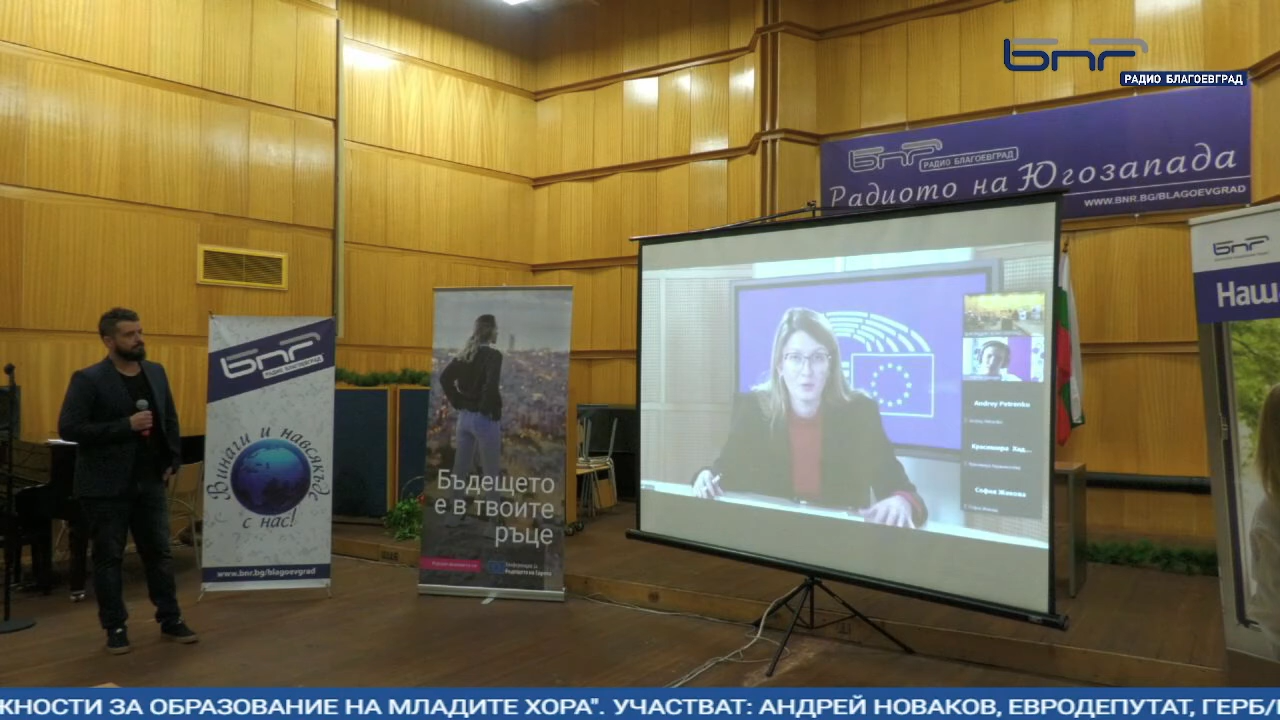 бнр
РАДИО БЛАГОЕВГРАД
бнр
РАДИО БЛАГОЕВГРАД
Радиото на Югозапада
WWW.BNR.BG/BLAGOEVGRAD
бнр
Наш
бнр
РАДИО БЛАГОЕВГРАД
Винаги и навсякъде
с нас!
www.bnr.bg/blagoevgrad
Бъдещето
е в твоите
ръце
Andrey Petrenko
Красимира Хад...
София Жекова
ЖНОСТИ ЗА ОБРАЗОВАНИЕ НА МЛАДИТЕ ХОРА". УЧАСТВАТ: АНДРЕЙ НОВАКОВ, ЕВРОДЕПУТАТ, ГЕРБ/